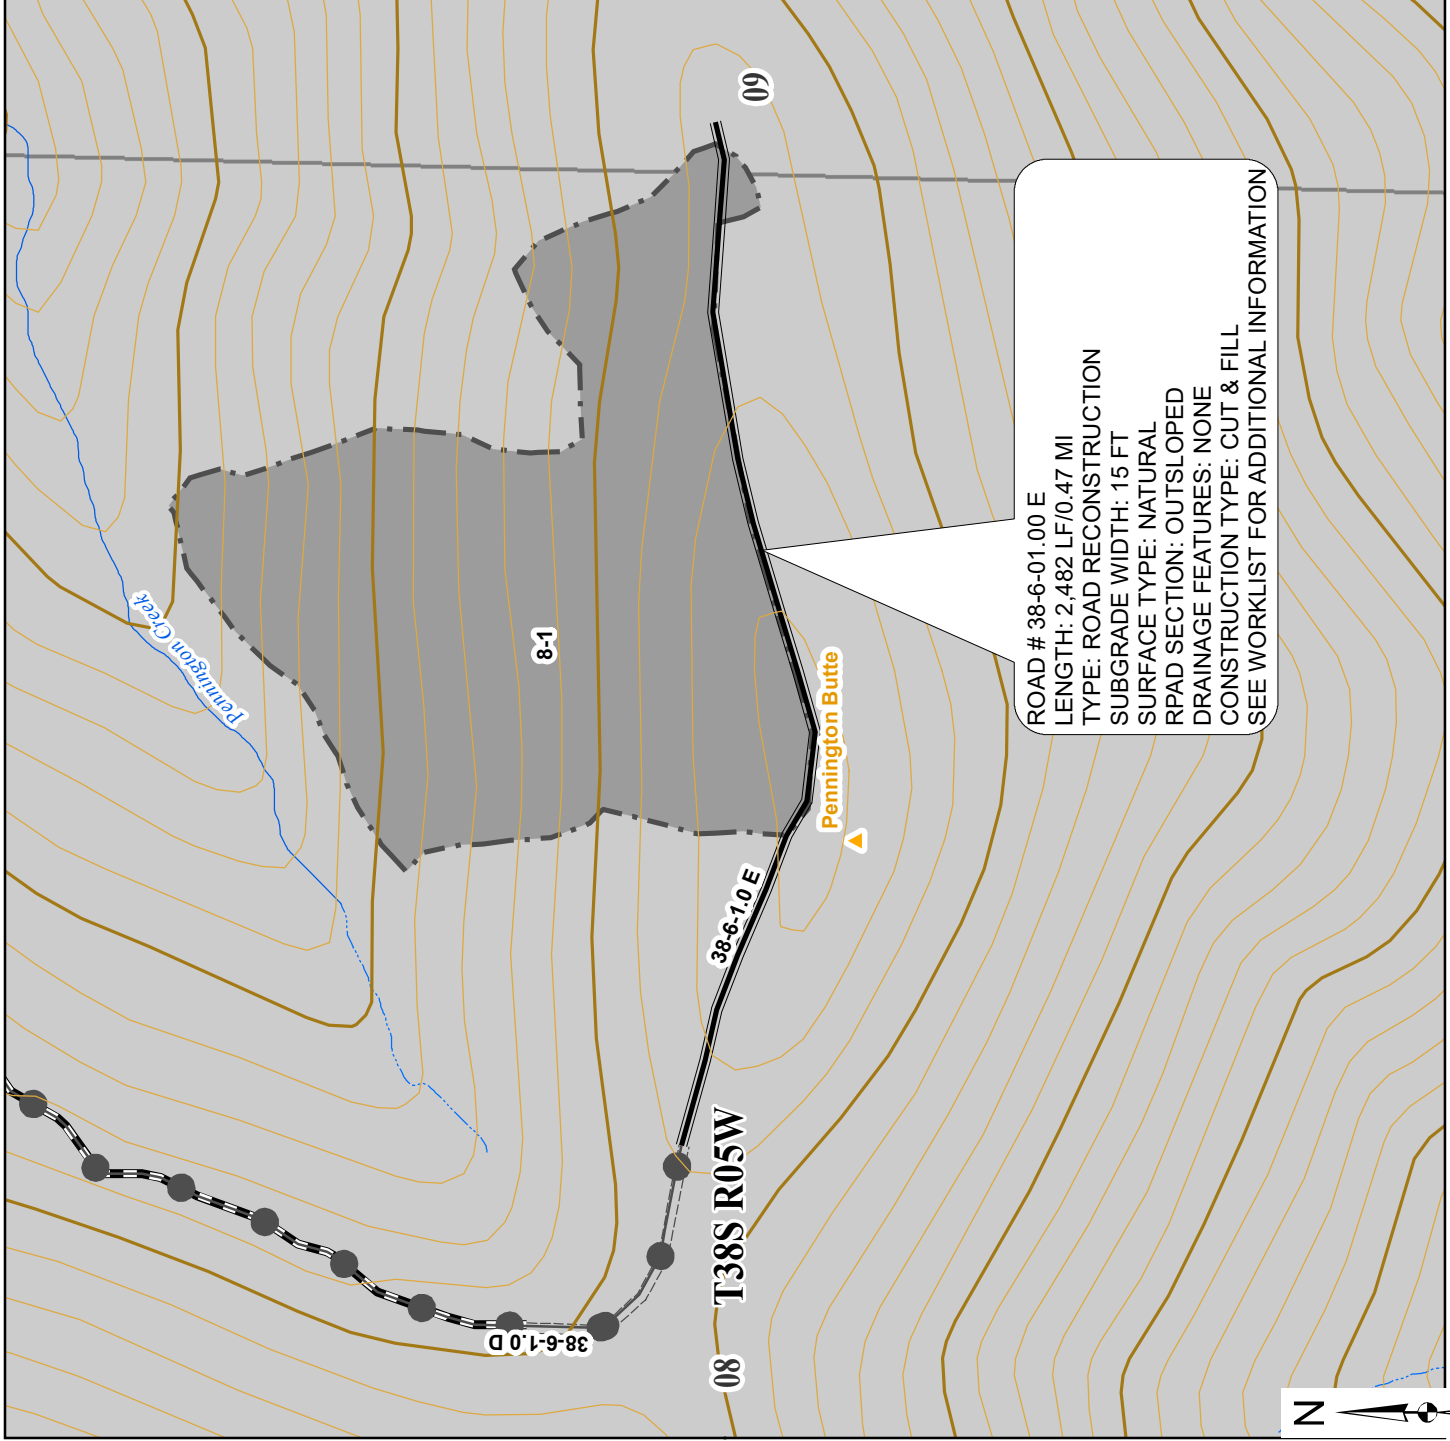 Pennington Creek
8-1
Pennington Butte
38-6-1.0 E
38-6-1.0 D
T38S R05W
08
09
ROAD # 38-6-01.00 E
LENGTH: 2,482 LF/0.47 MI
TYPE: ROAD RECONSTRUCTION
SUBGRADE WIDTH: 15 FT
SURFACE TYPE: NATURAL
RPAD SECTION: OUTSLOPED
DRAINAGE FEATURES: NONE
CONSTRUCTION TYPE: CUT & FILL
SEE WORKLIST FOR ADDITIONAL INFORMATION
N